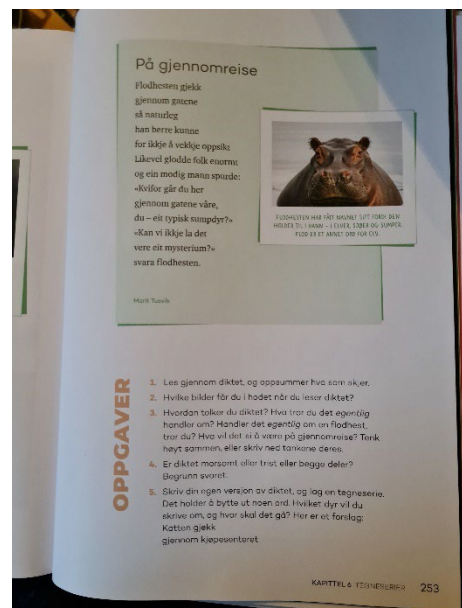 På gjennomreise
Flodhesten gjekk
gjennom gatene
så naturleg
han berre kunne
for ikkje å vekkje oppsikt
Likevel glodde folk enormt
og ein modig mann spurde:
«Kvifor går du her
gjennom gatene våre,
du – eit typisk sumpdyr?»
«Kan vi ikkje la det
vere eit mysterium?»
svara flodhesten.
Marit Tusvik
FLODHESTEN HAR FÅTT NAVNET SITT FORDI DEN
HOLDER TIL I VANN – I ELVER, SJØER OG SUMPER.
FLOD ER ET ANNET ORD FOR ELV.
OPPGAVER
1. Les gjennom diktet, og oppsummer hva som skjer.
2. Hvilke bilder får du i hodet når du leser diktet?
3. Hvordan tolker du diktet? Hva tror du det egentlig
handler om? Handler det egentlig om en flodhest,
tror du? Hva vil det si å være på gjennomreise? Tenk
høyt sammen, eller skriv ned tankene deres.
4. Er diktet morsomt eller trist eller begge deler?
Begrunn svaret.
5. Skriv din egen versjon av diktet, og lag en tegneserie.
Det holder å bytte ut noen ord. Hvilket dyr vil du
skrive om, og hvor skal det gå? Her er et forslag:
Katten gjekk
gjennom kjøpesenteret
KAPITTEL 6 TEGNESERIER 253